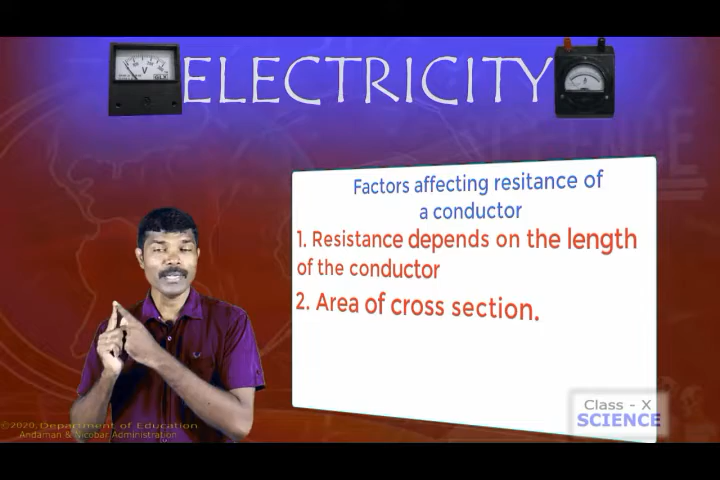 ELECTRICITY
Factors affecting resitance of
a conductor
1. Resistance depends on the length
of the conductor
2. Area of cross section.
Class - X
SCIENCE
©2020, Department of Education
Andaman & Nicobar Administration